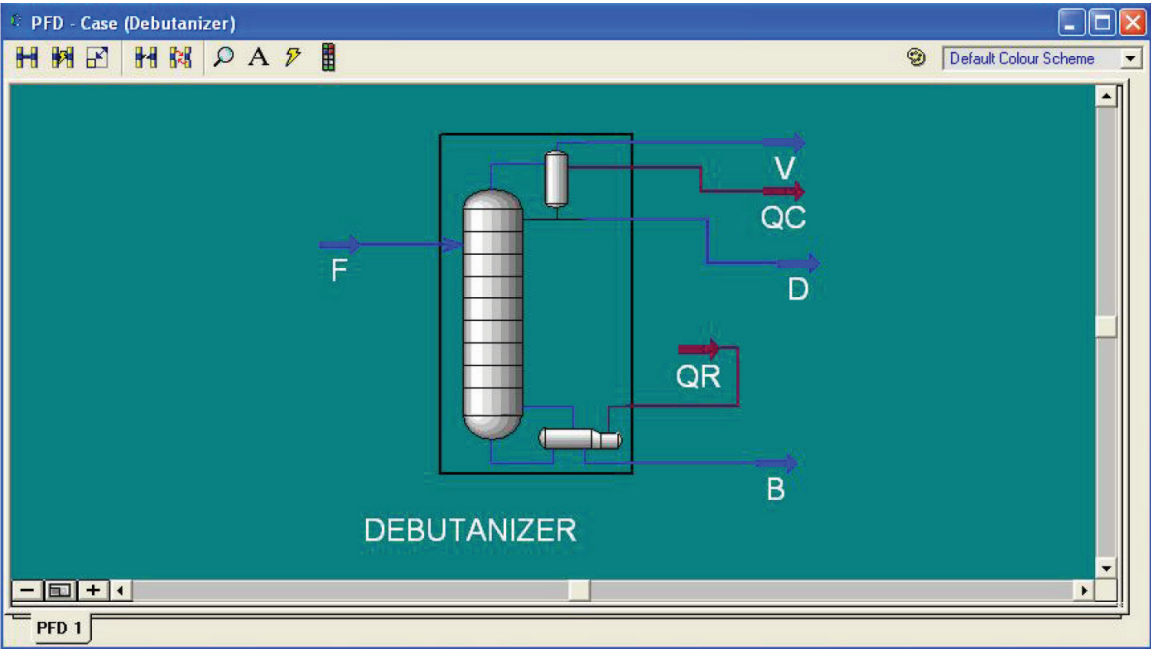 PFD - Case (Debutanizer)
A
Default Colour Scheme
V
QC
F
D
QR
B
DEBUTANIZER
PFD 1